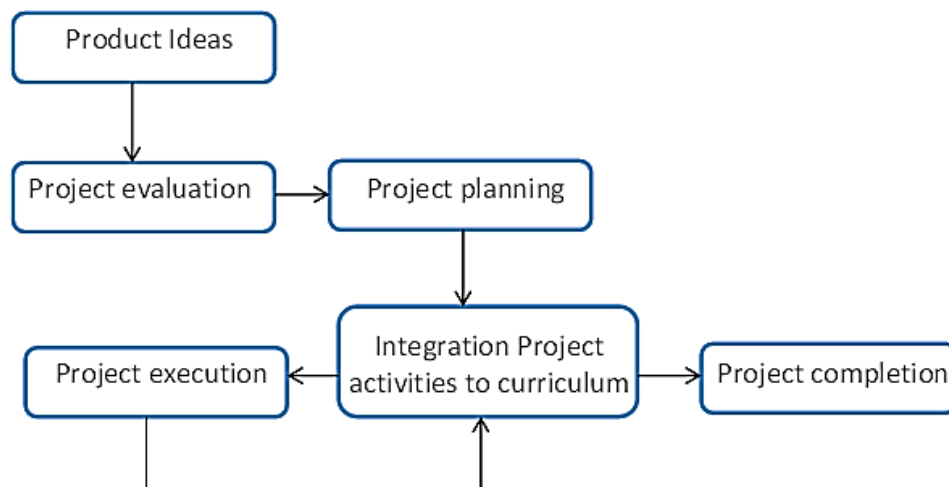 Product Ideas
Project evaluation
Project planning
Integration Project
activities to curriculum
Project execution
Project completion